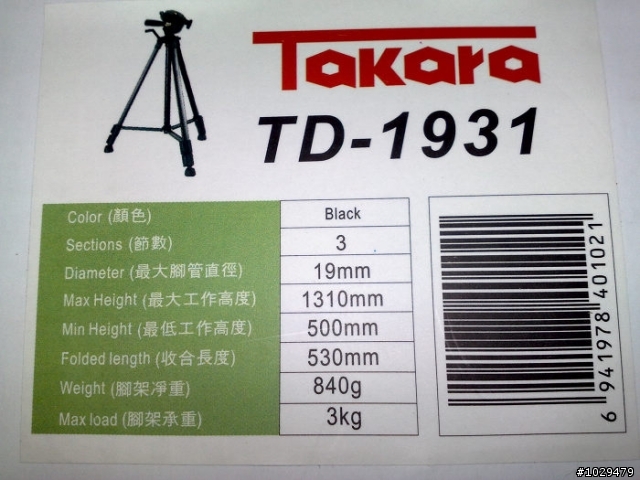 Takara
TD-1931
Color (顏色) Black
Sections (節數) 3
Diameter (最大腳管直徑) 19mm
Max Height (最大工作高度) 1310mm
Min Height (最低工作高度) 500mm
Folded length (收合長度) 530mm
Weight (腳架凈重) 840g
Max load (腳架承重) 3kg
6 941978 401021
#1029479